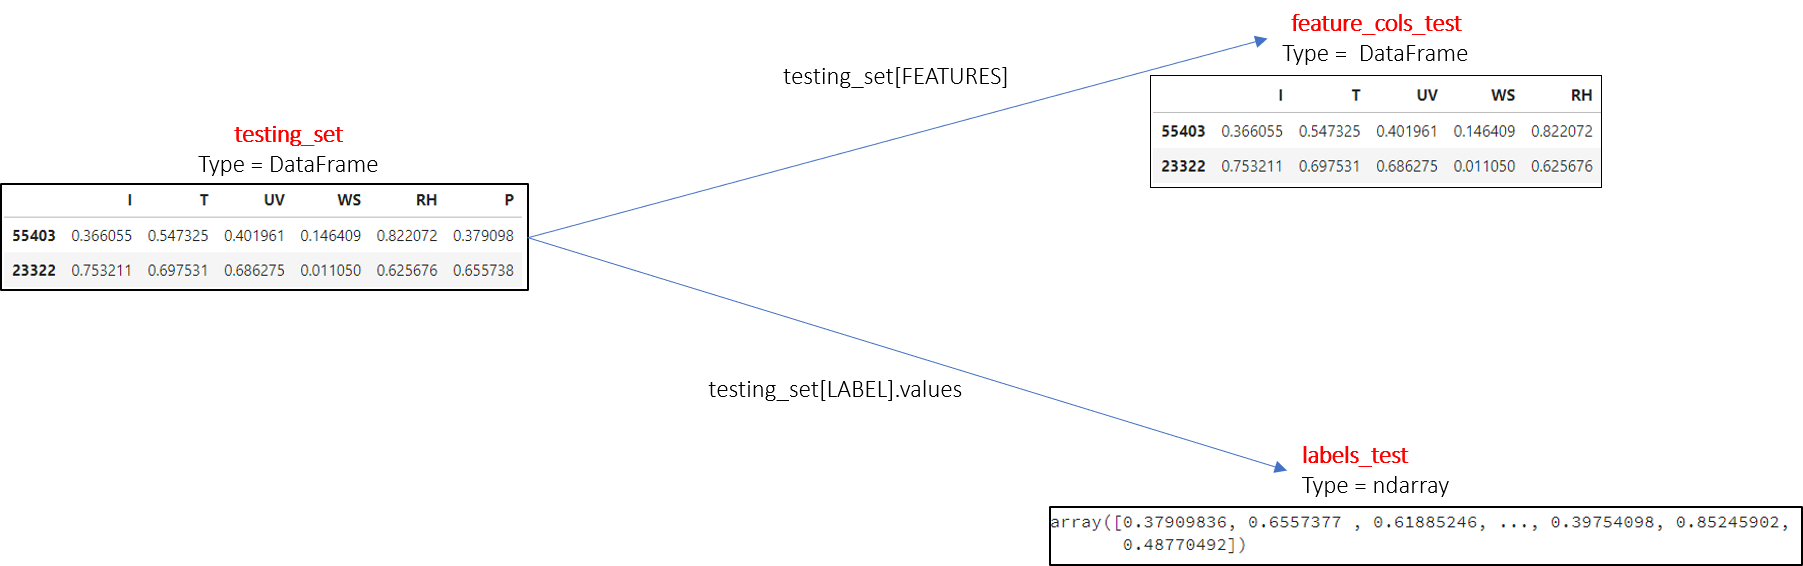 feature_cols_test
Type =  DataFrame
testing_set[FEATURES]
I T UV WS RH
55403 0.366055 0.547325 0.401961 0.146409 0.822072
23322 0.753211 0.697531 0.686275 0.011050 0.625676
testing_set
Type = DataFrame
I T UV WS RH P
55403 0.366055 0.547325 0.401961 0.146409 0.822072 0.379098
23322 0.753211 0.697531 0.686275 0.011050 0.625676 0.655738
testing_set[LABEL].values
labels_test
Type = ndarray
array([0.37909836, 0.6557377 , 0.61885246, ..., 0.39754098, 0.85245902,
0.48770492])